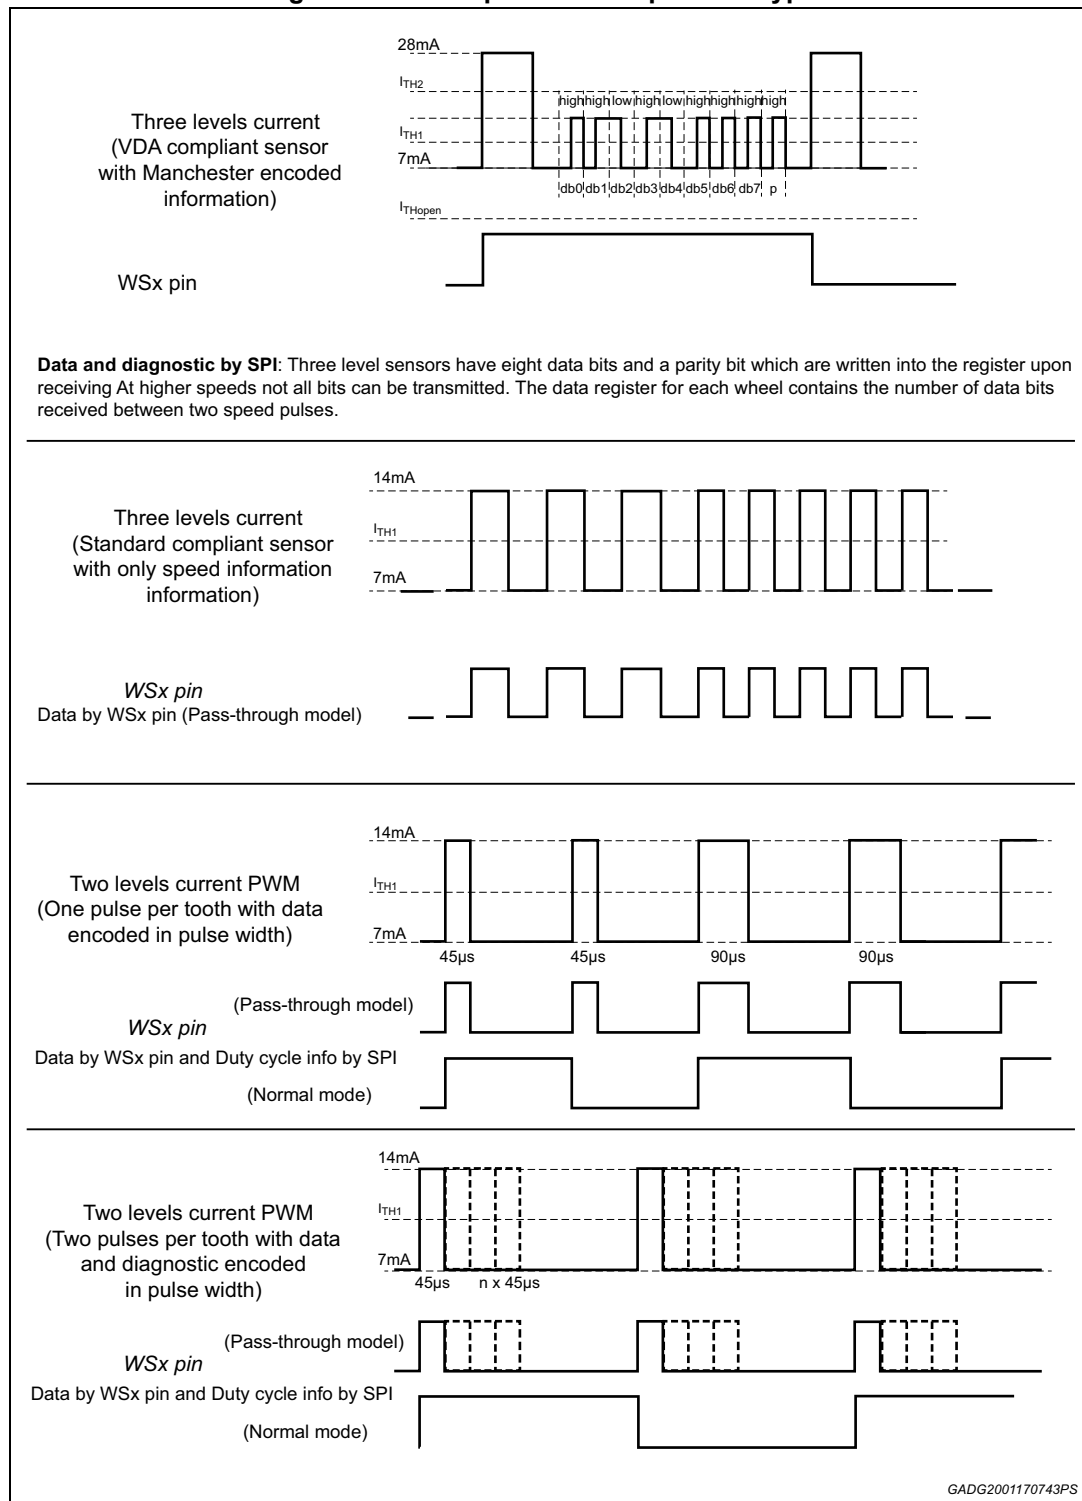 28mA
I_TH2
high high low high low high high high high
Three levels current
(VDA compliant sensor
with Manchester encoded
information)
I_TH1
7mA
db0 db1 db2 db3 db4 db5 db6 db7 p
I_THopen
WSx pin
Data and diagnostic by SPI: Three level sensors have eight data bits and a parity bit which are written into the register upon
receiving At higher speeds not all bits can be transmitted. The data register for each wheel contains the number of data bits
received between two speed pulses.
14mA
Three levels current
(Standard compliant sensor
with only speed information
information)
I_TH1
7mA
WSx pin
Data by WSx pin (Pass-through model)
14mA
Two levels current PWM
(One pulse per tooth with data
encoded in pulse width)
I_TH1
7mA
45µs 45µs 90µs 90µs
(Pass-through model)
WSx pin
Data by WSx pin and Duty cycle info by SPI
(Normal mode)
14mA
Two levels current PWM
(Two pulses per tooth with data
and diagnostic encoded
in pulse width)
I_TH1
7mA
45µs n x 45µs
(Pass-through model)
WSx pin
Data by WSx pin and Duty cycle info by SPI
(Normal mode)
GADG2001170743PS